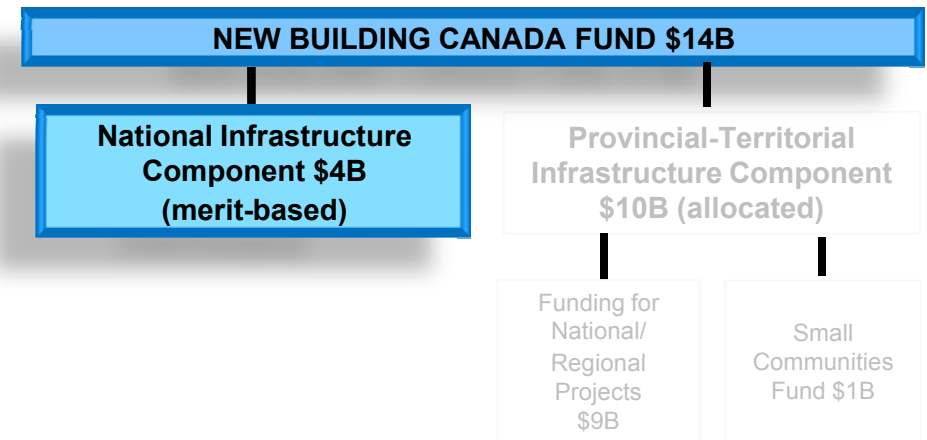 NEW BUILDING CANADA FUND $14B
National Infrastructure
Component $4B
(merit-based)
Provincial-Territorial
Infrastructure Component
$10B (allocated)
Funding for
National/
Regional
Projects
$9B
Small
Communities
Fund $1B